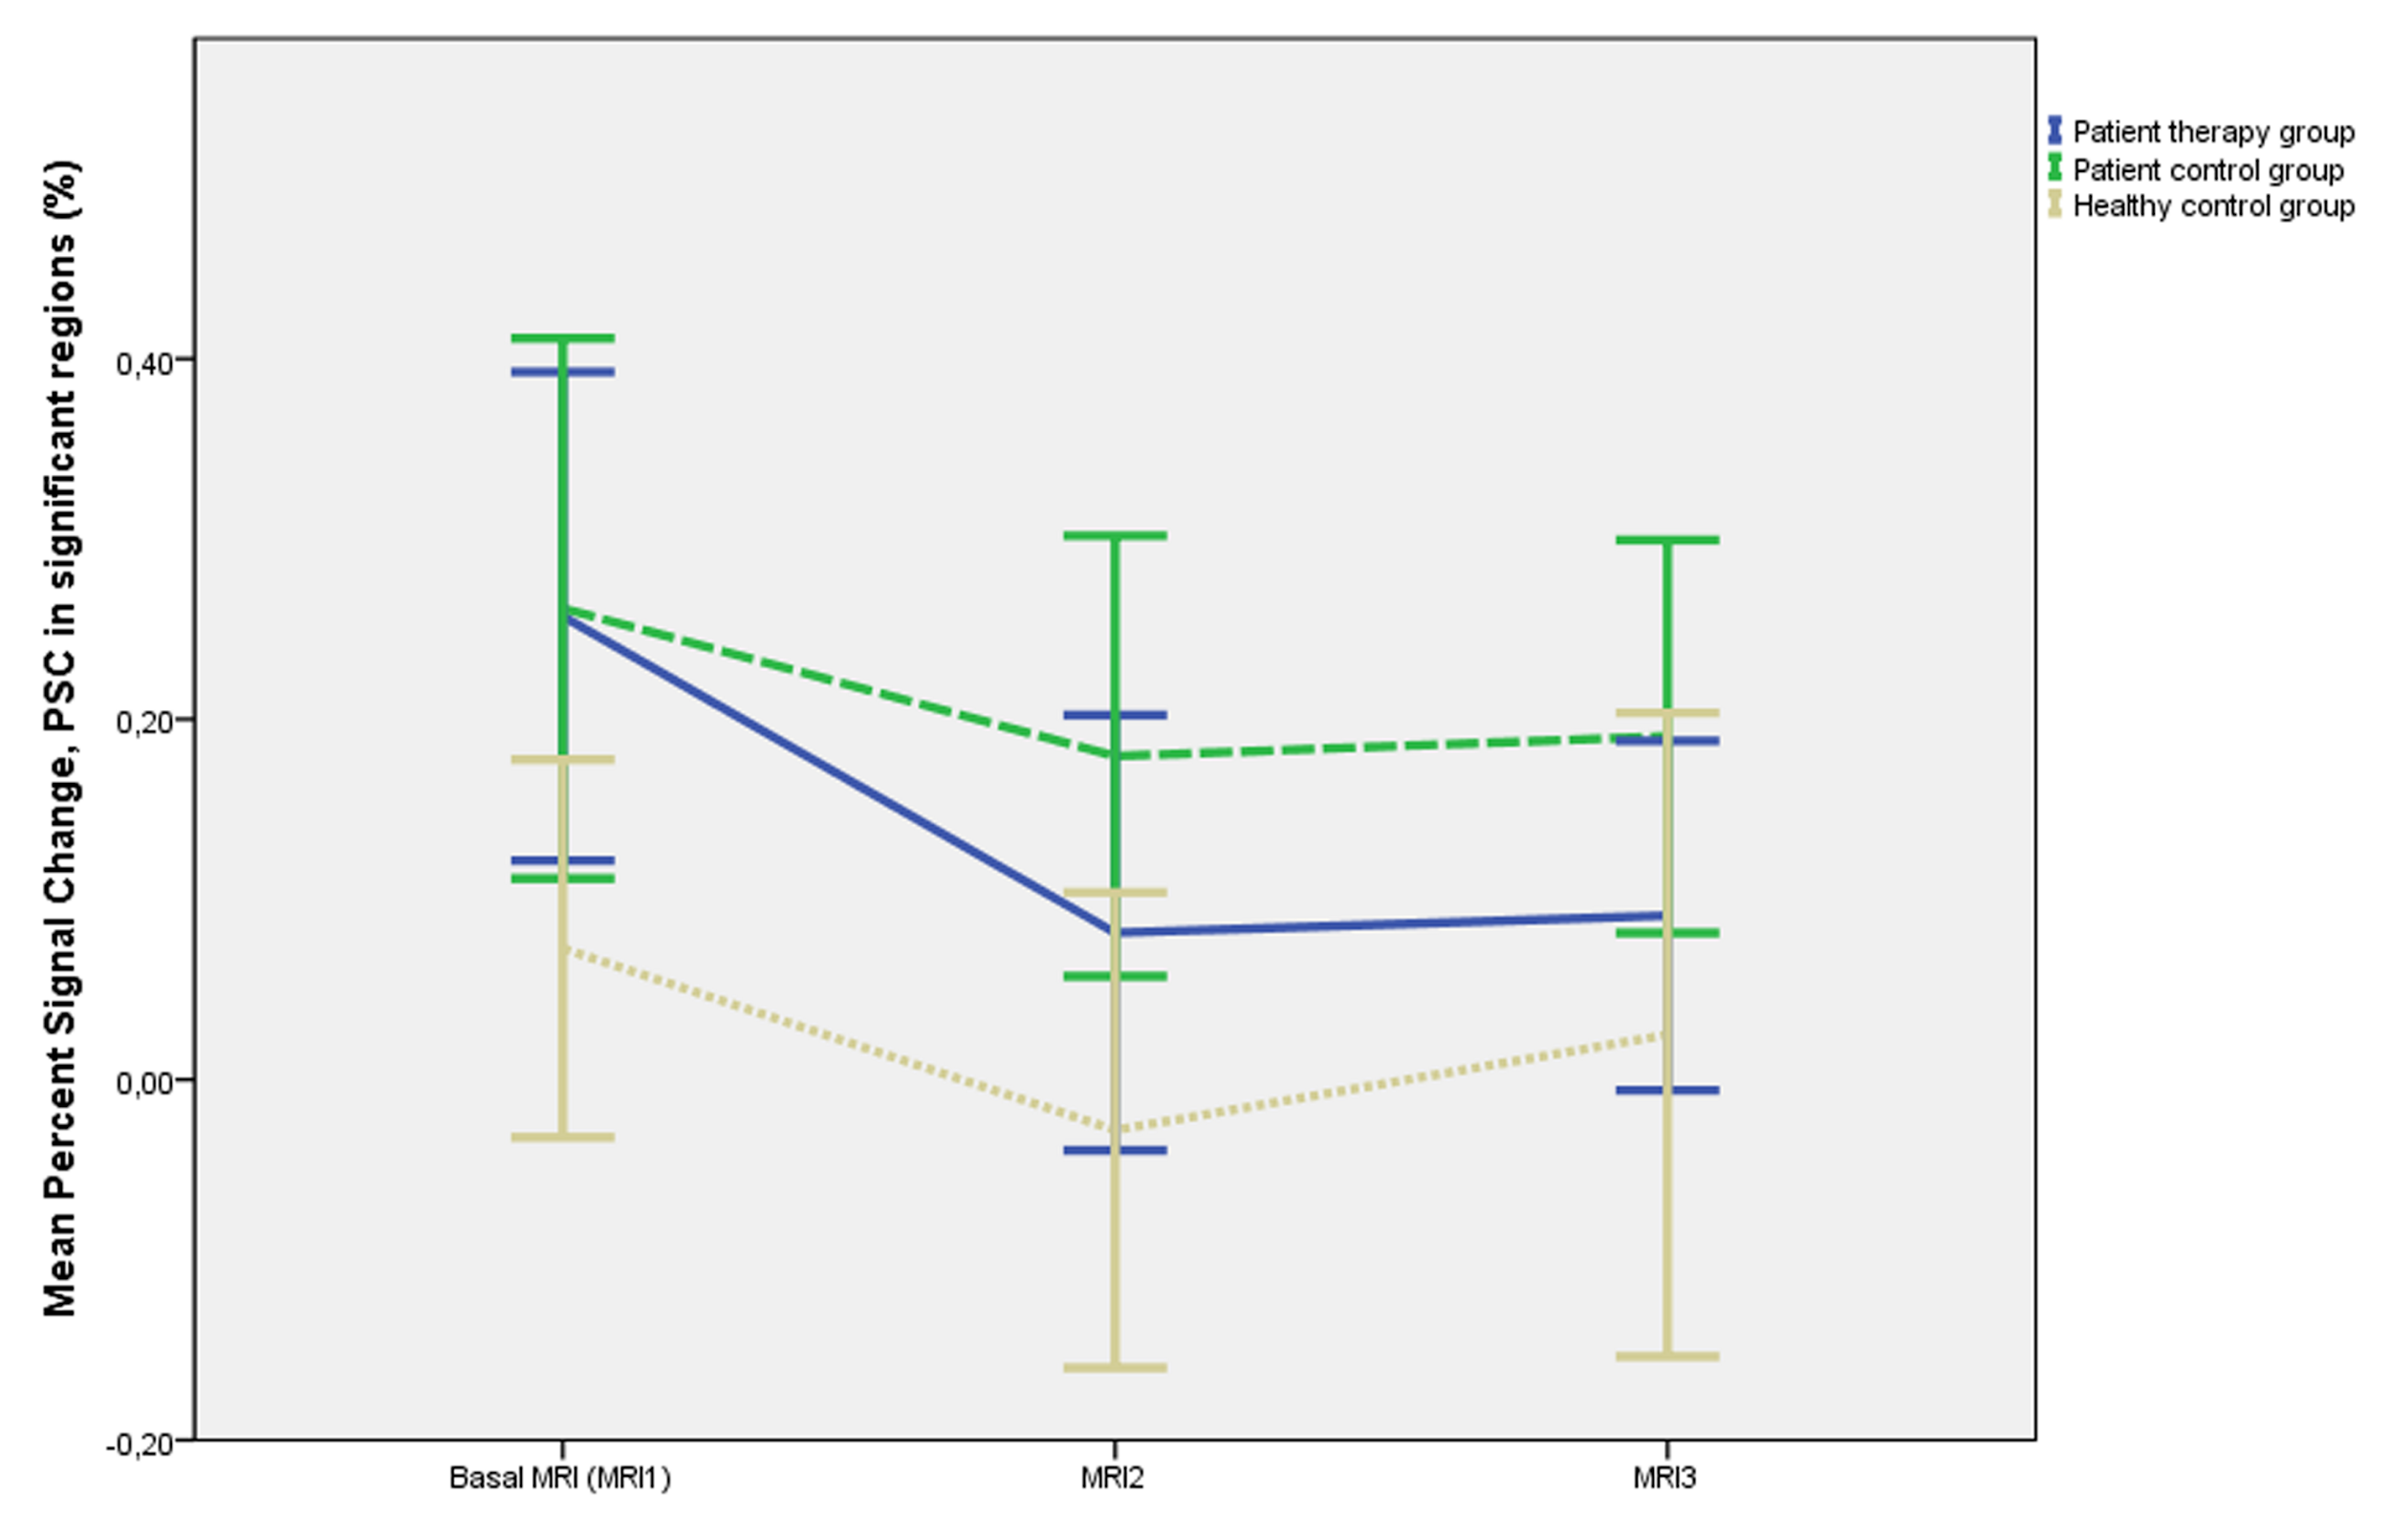 Mean Percent Signal Change, PSC in significant regions (%)
0,40
0,20
0,00
-0,20
Basal MRI (MRI1)
MRI2
MRI3
Patient therapy group
Patient control group
Healthy control group